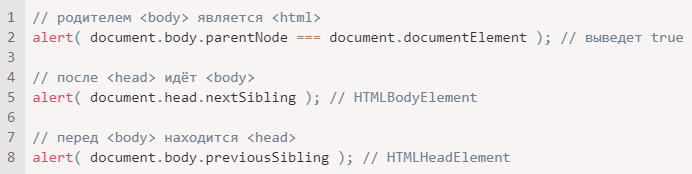 1 // родителем <body> является <html>
2 alert( document.body.parentNode === document.documentElement ); // выведет true
3
4 // после <head> идёт <body>
5 alert( document.head.nextSibling ); // HTMLBodyElement
6
7 // перед <body> находится <head>
8 alert( document.body.previousSibling ); // HTMLHeadElement